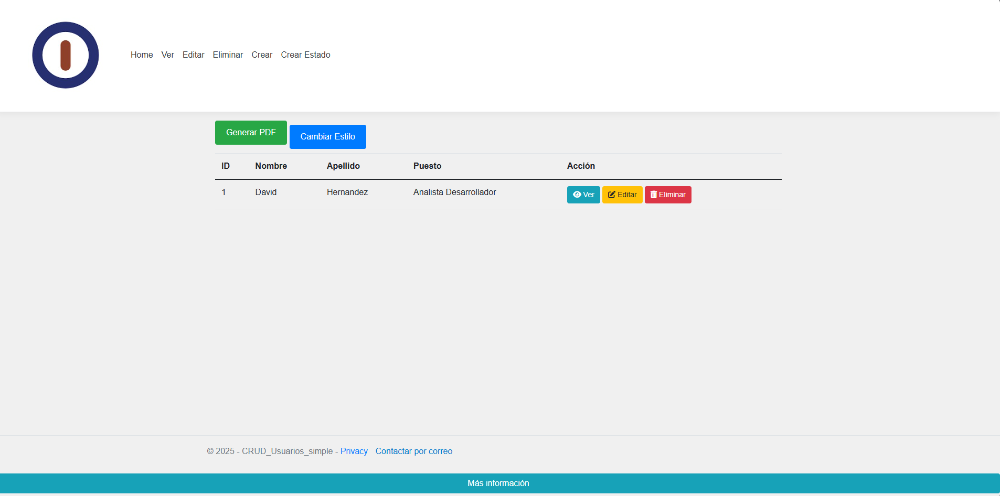 Home Ver Editar Eliminar Crear Crear Estado
Generar PDF Cambiar Estilo
ID Nombre Apellido Puesto Acción
1 David Hernandez Analista Desarrollador Ver Editar Eliminar
© 2025 - CRUD_Usuarios_simple - Privacy Contactar por correo
Más información